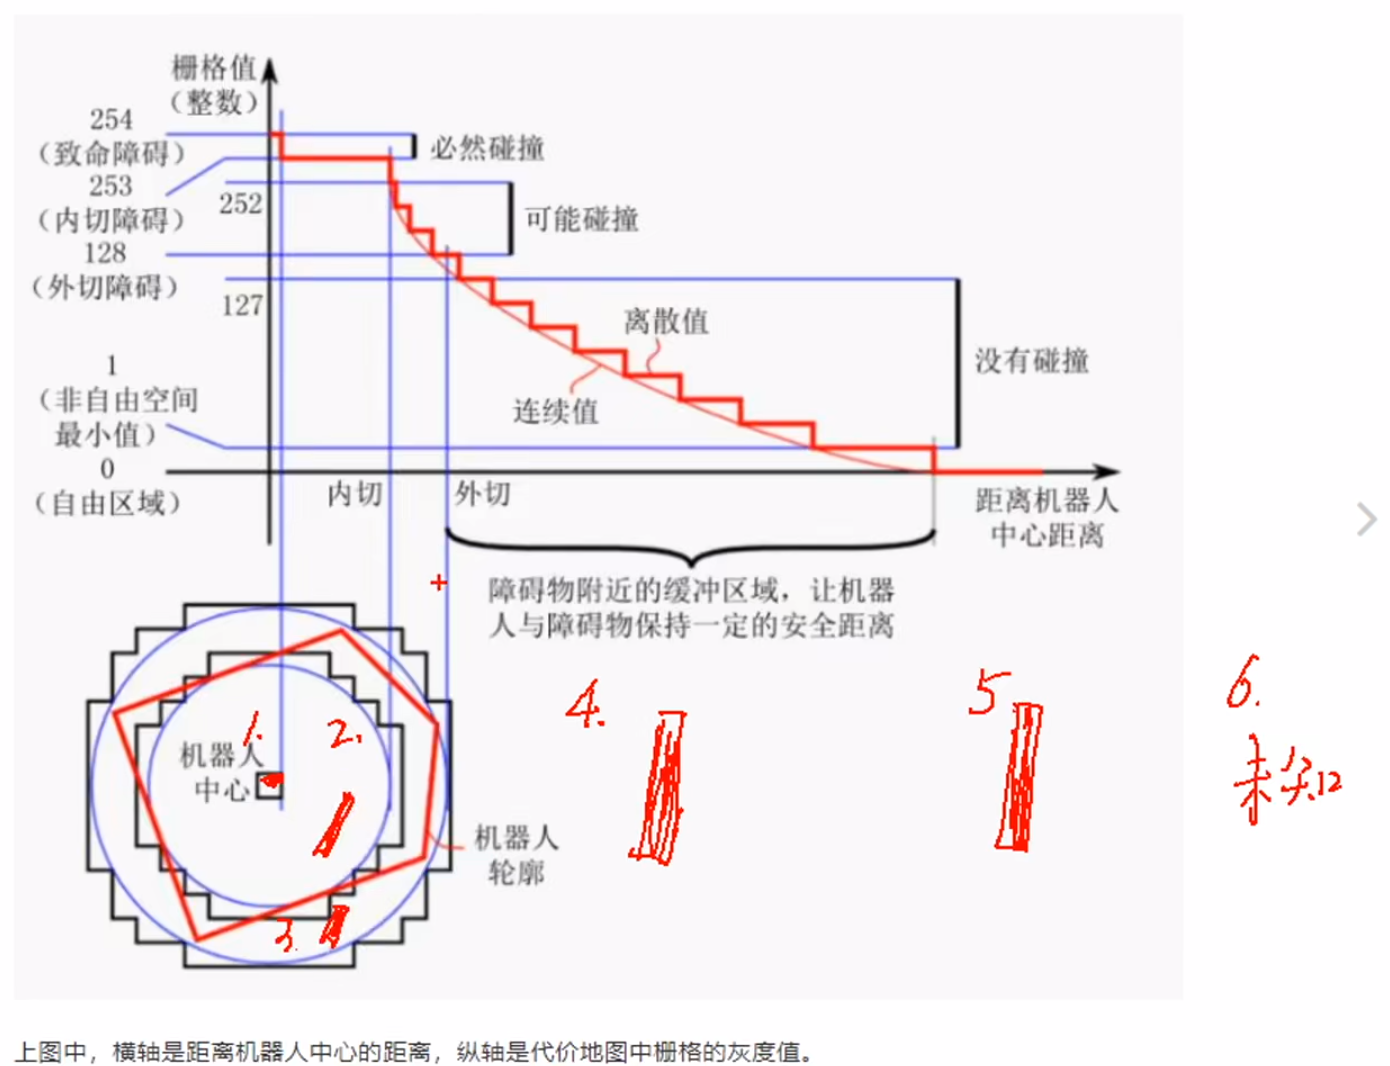 栅格值
（整数）
254
（致命障碍）
必然碰撞
253
（内切障碍）
252
可能碰撞
128
（外切障碍）
127
离散值
没有碰撞
1
（非自由空间
最小值）
连续值
0
（自由区域）
内切
外切
距离机器人
中心距离
障碍物附近的缓冲区域，让机器
人与障碍物保持一定的安全距离
机器人
中心
机器人
轮廓
1.
2.
3.
4.
5
6.
未知
上图中，横轴是距离机器人中心的距离，纵轴是代价地图中栅格的灰度值。